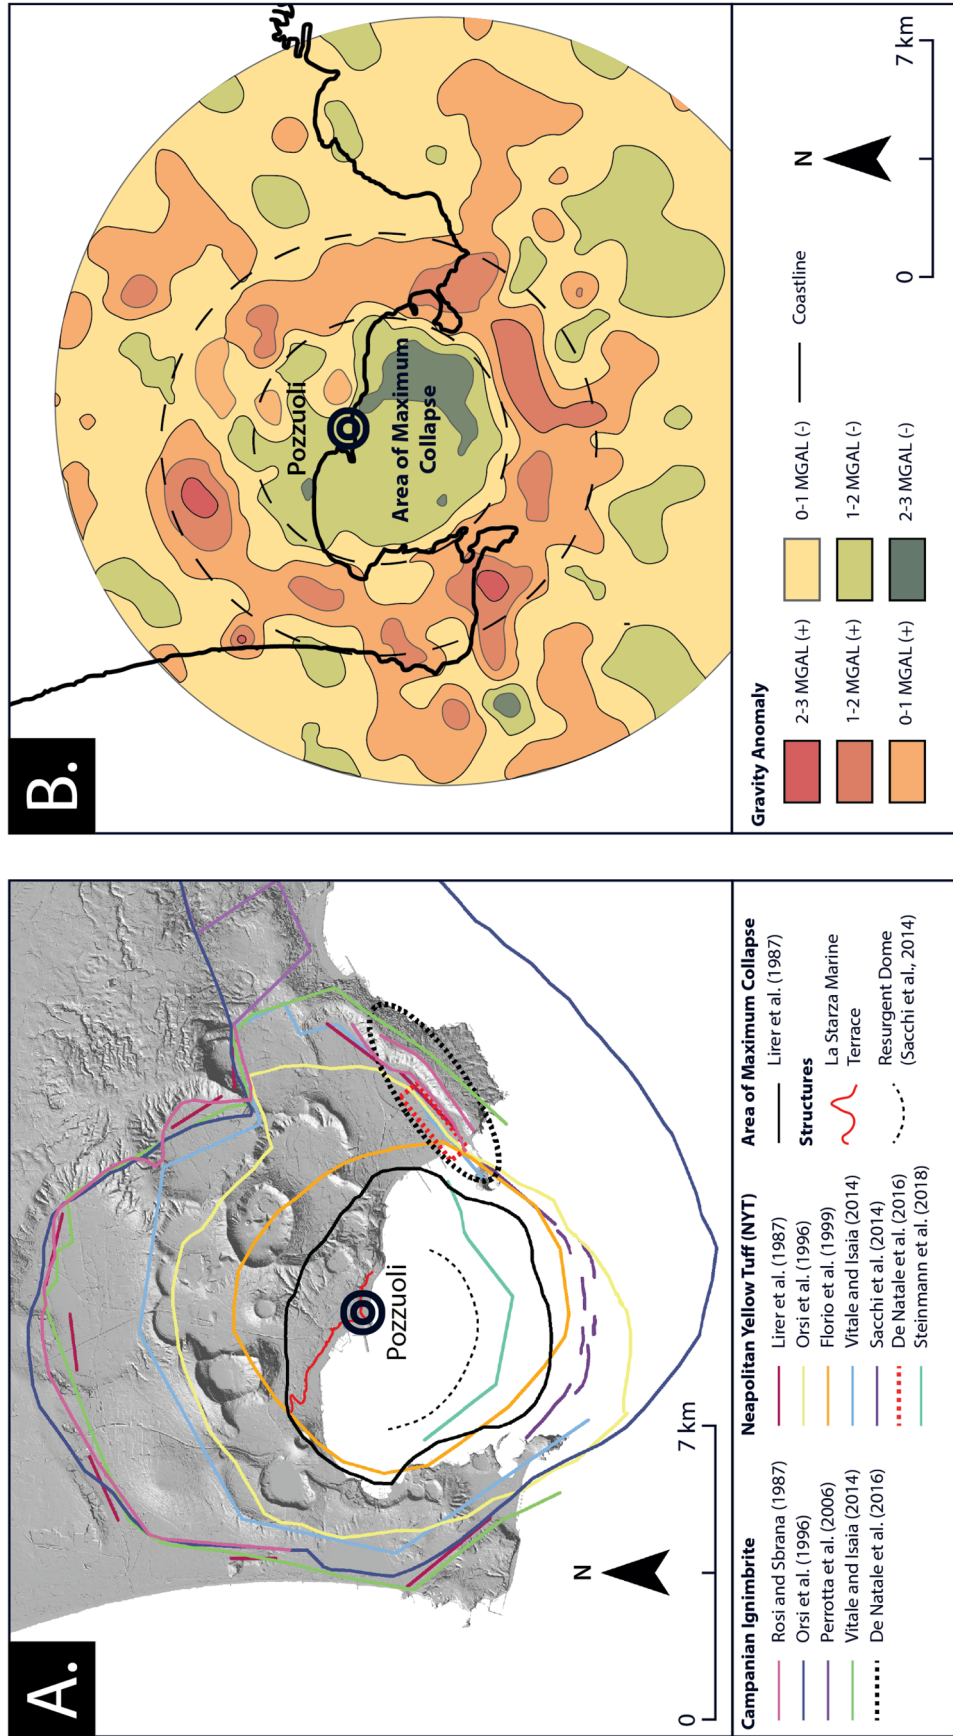 A.
Pozzuoli
N
0
7 km
Campanian Ignimbrite
Rosi and Sbrana (1987)
Orsi et al. (1996)
Perrotta et al. (2006)
Vitale and Isaia (2014)
De Natale et al. (2016)
Neapolitan Yellow Tuff (NYT)
Lirer et al. (1987)
Orsi et al. (1996)
Florio et al. (1999)
Vitale and Isaia (2014)
Sacchi et al. (2014)
De Natale et al. (2016)
Steinmann et al. (2018)
Area of Maximum Collapse
Lirer et al. (1987)
Structures
La Starza Marine
Terrace
Resurgent Dome
(Sacchi et al., 2014)
B.
Pozzuoli
Area of Maximum
Collapse
Gravity Anomaly
2-3 MGAL (+)
1-2 MGAL (+)
0-1 MGAL (+)
0-1 MGAL (-)
1-2 MGAL (-)
2-3 MGAL (-)
Coastline
N
0
7 km